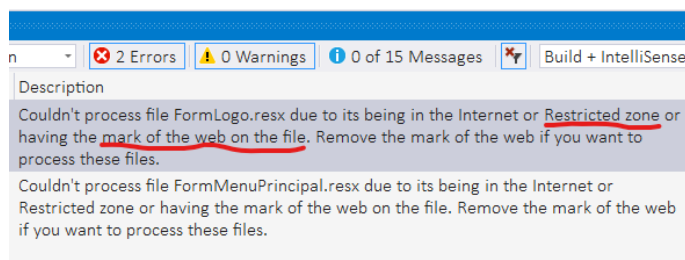 n
2 Errors
0 Warnings
0 of 15 Messages
Build + IntelliSense
Description
Couldn't process file FormLogo.resx due to its being in the Internet or Restricted zone or
having the mark of the web on the file. Remove the mark of the web if you want to
process these files.
Couldn't process file FormMenuPrincipal.resx due to its being in the Internet or
Restricted zone or having the mark of the web on the file. Remove the mark of the web
if you want to process these files.